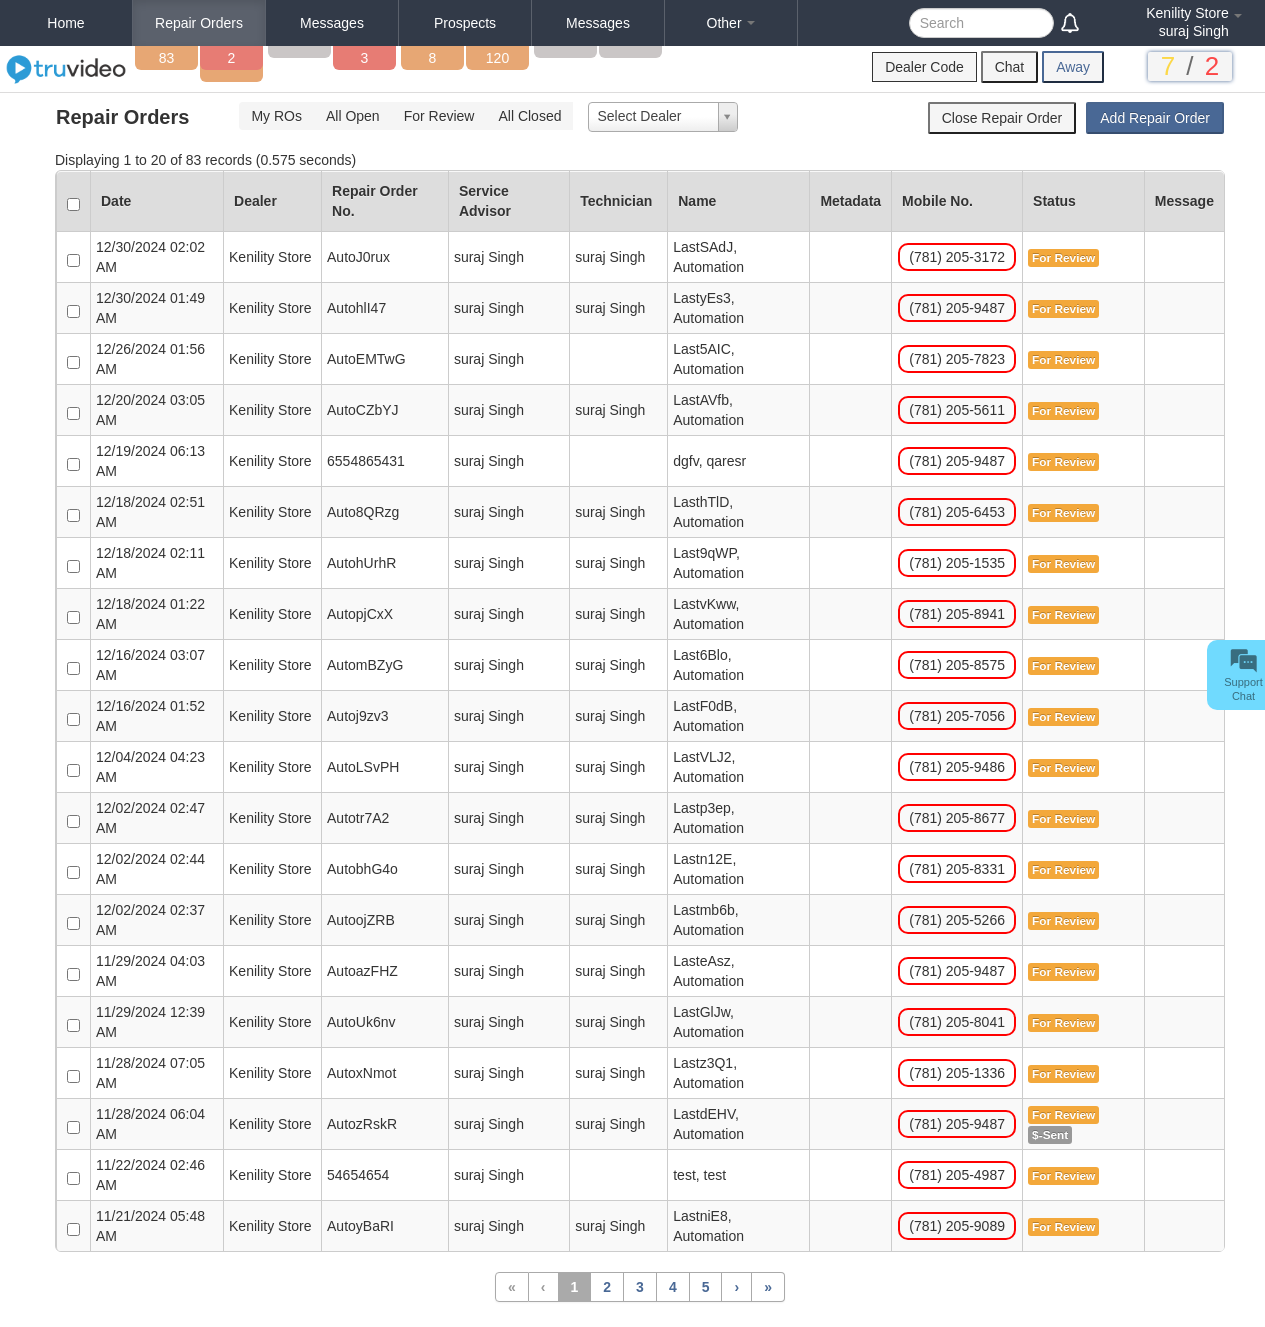 Home Repair Orders Messages Prospects Messages Other Search Kenility Store
suraj Singh
truvideo 83 2 3 8 120 Dealer Code Chat Away 7 / 2
Repair Orders My ROs All Open For Review All Closed Select Dealer Close Repair Order Add Repair Order
Displaying 1 to 20 of 83 records (0.575 seconds)
Date Dealer Repair Order No. Service Advisor Technician Name Metadata Mobile No. Status Message
12/30/2024 02:02 AM Kenility Store AutoJ0rux suraj Singh suraj Singh LastSAdJ, Automation (781) 205-3172 For Review
12/30/2024 01:49 AM Kenility Store AutohlI47 suraj Singh suraj Singh LastyEs3, Automation (781) 205-9487 For Review
12/26/2024 01:56 AM Kenility Store AutoEMTwG suraj Singh Last5AIC, Automation (781) 205-7823 For Review
12/20/2024 03:05 AM Kenility Store AutoCZbYJ suraj Singh suraj Singh LastAVfb, Automation (781) 205-5611 For Review
12/19/2024 06:13 AM Kenility Store 6554865431 suraj Singh dgfv, qaresr (781) 205-9487 For Review
12/18/2024 02:51 AM Kenility Store Auto8QRzg suraj Singh suraj Singh LasthTlD, Automation (781) 205-6453 For Review
12/18/2024 02:11 AM Kenility Store AutohUrhR suraj Singh suraj Singh Last9qWP, Automation (781) 205-1535 For Review
12/18/2024 01:22 AM Kenility Store AutopjCxX suraj Singh suraj Singh LastvKww, Automation (781) 205-8941 For Review
12/16/2024 03:07 AM Kenility Store AutomBZyG suraj Singh suraj Singh Last6Blo, Automation (781) 205-8575 For Review
12/16/2024 01:52 AM Kenility Store Autoj9zv3 suraj Singh suraj Singh LastF0dB, Automation (781) 205-7056 For Review
Support
Chat
12/04/2024 04:23 AM Kenility Store AutoLSvPH suraj Singh suraj Singh LastVLJ2, Automation (781) 205-9486 For Review
12/02/2024 02:47 AM Kenility Store Autotr7A2 suraj Singh suraj Singh Lastp3ep, Automation (781) 205-8677 For Review
12/02/2024 02:44 AM Kenility Store AutobhG4o suraj Singh suraj Singh Lastn12E, Automation (781) 205-8331 For Review
12/02/2024 02:37 AM Kenility Store AutoojZRB suraj Singh suraj Singh Lastmb6b, Automation (781) 205-5266 For Review
11/29/2024 04:03 AM Kenility Store AutoazFHZ suraj Singh suraj Singh LasteAsz, Automation (781) 205-9487 For Review
11/29/2024 12:39 AM Kenility Store AutoUk6nv suraj Singh suraj Singh LastGlJw, Automation (781) 205-8041 For Review
11/28/2024 07:05 AM Kenility Store AutoxNmot suraj Singh suraj Singh Lastz3Q1, Automation (781) 205-1336 For Review
11/28/2024 06:04 AM Kenility Store AutozRskR suraj Singh suraj Singh LastdEHV, Automation (781) 205-9487 For Review $-Sent
11/22/2024 02:46 AM Kenility Store 54654654 suraj Singh test, test (781) 205-4987 For Review
11/21/2024 05:48 AM Kenility Store AutoyBaRI suraj Singh suraj Singh LastniE8, Automation (781) 205-9089 For Review
« ‹ 1 2 3 4 5 › »